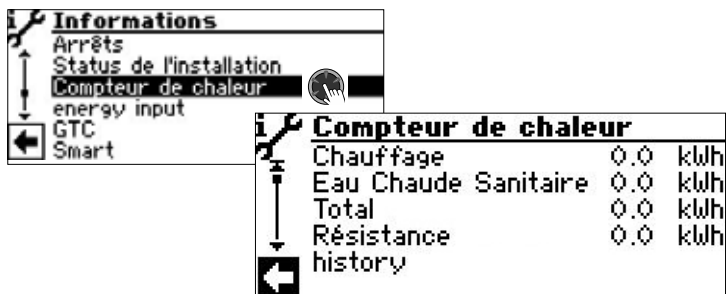 Informations
Arrêts
Status de l'installation
Compteur de chaleur
energy input
GTC
Smart
Compteur de chaleur
Chauffage 0.0 kWh
Eau Chaude Sanitaire 0.0 kWh
Total 0.0 kWh
Résistance 0.0 kWh
history